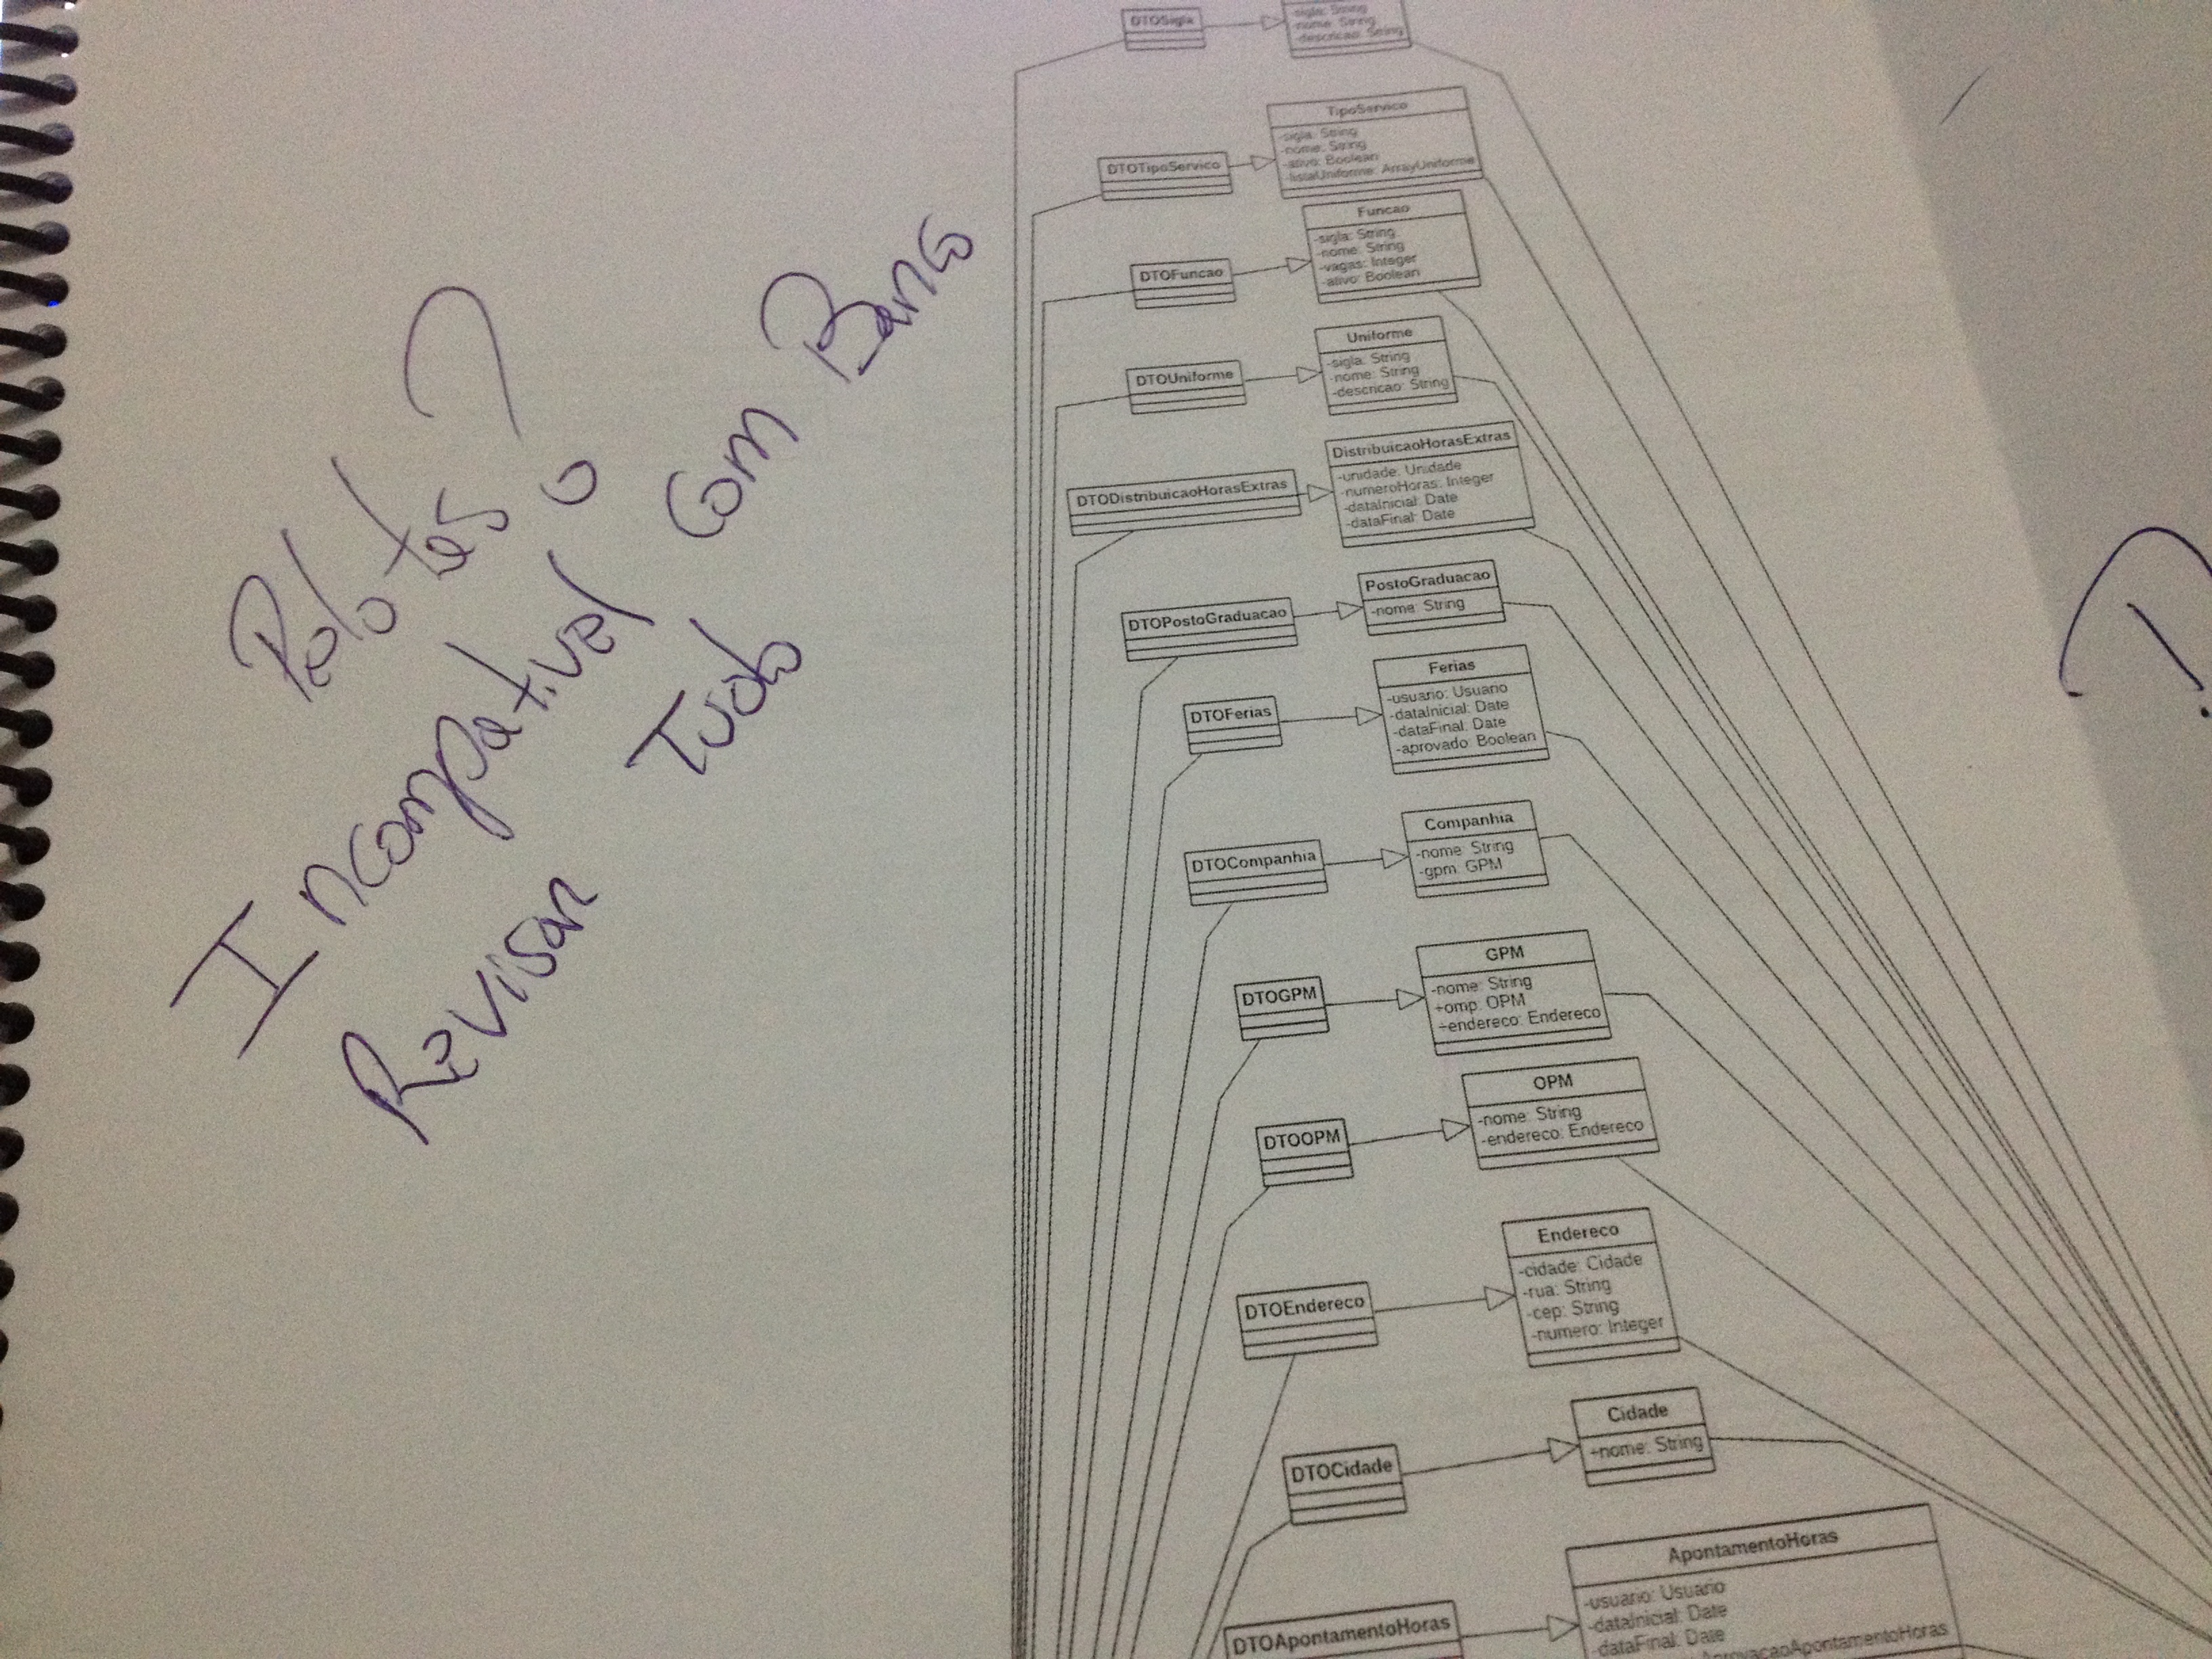 DTOSigla
-sigla: String
-nome: String
-descricao: String
TipoServico
-sigla: String
-nome: String
-ativo: Boolean
-listaUniforme: ArrayUniforme
DTOTipoServico
Funcao
-sigla: String
-nome: String
-vagas: Integer
-ativo: Boolean
DTOFuncao
Uniforme
-sigla: String
-nome: String
-descricao: String
DTOUniforme
DistribuicaoHorasExtras
-unidade: Unidade
-numeroHoras: Integer
-dataInicial: Date
-dataFinal: Date
DTODistribuicaoHorasExtras
PostoGraduacao
-nome: String
DTOPostoGraduacao
Ferias
-usuario: Usuario
-dataInicial: Date
-dataFinal: Date
-aprovado: Boolean
DTOFerias
Companhia
-nome: String
-gpm: GPM
DTOCompanhia
GPM
-nome: String
+omp: OPM
+endereco: Endereco
DTOGPM
OPM
-nome: String
-endereco: Endereco
DTOOPM
Endereco
-cidade: Cidade
-rua: String
-cep: String
-numero: Integer
DTOEndereco
Cidade
+nome: String
DTOCidade
ApontamentoHoras
-usuario: Usuario
-dataInicial: Date
-dataFinal: Date
AprovacaoApontamentoHoras
DTOApontamentoHoras
Pelotes ?
Incompativel com Banco
Revisar Tudo
?